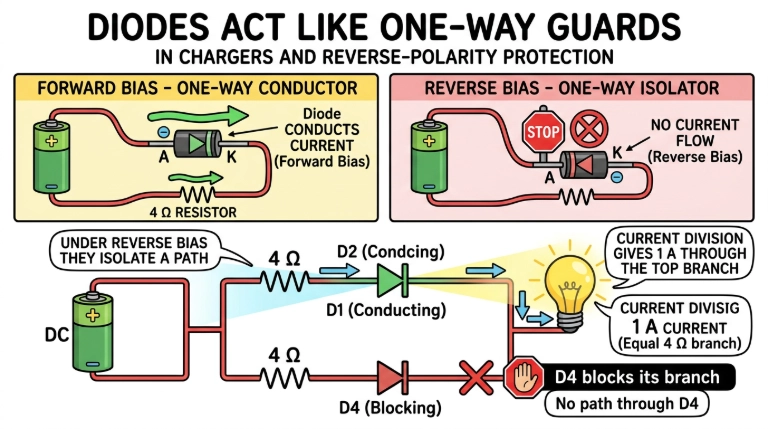 DIODES ACT LIKE ONE-WAY GUARDS
IN CHARGERS AND REVERSE-POLARITY PROTECTION
FORWARD BIAS - ONE-WAY CONDUCTOR
+
-
A
K
Diode
CONDUCTS
CURRENT
(Forward Bias)
4 Ω RESISTOR
REVERSE BIAS - ONE-WAY ISOLATOR
+
-
STOP
A
K
-
NO CURRENT
FLOW
(Reverse Bias)
UNDER REVERSE BIAS
THEY ISOLATE A PATH
DC
+
-
4 Ω
D2 (Condcing)
D1 (Conducting)
4 Ω
D4 (Blocking)
CURRENT DIVISION
GIVES 1 A THROUGH
THE TOP BRANCH
CURRENT DIVISIG
1 A CURRENT
(Equal 4 Ω branch)
D4 blocks its branch
No path through D4